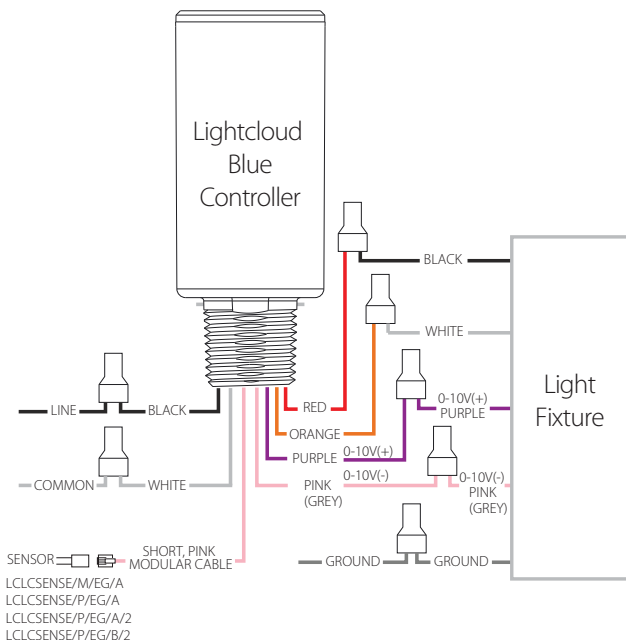 Lightcloud
Blue
Controller
BLACK
WHITE
0-10V(+)
PURPLE
Light
Fixture
LINE
BLACK
RED
ORANGE
PURPLE
0-10V(+)
COMMON
WHITE
PINK
(GREY)
0-10V(-)
0-10V(-)
PINK
(GREY)
SENSOR
SHORT, PINK
MODULAR CABLE
GROUND
GROUND
LCLCSENSE/M/EG/A
LCLCSENSE/P/EG/A
LCLCSENSE/P/EG/A/2
LCLCSENSE/P/EG/B/2